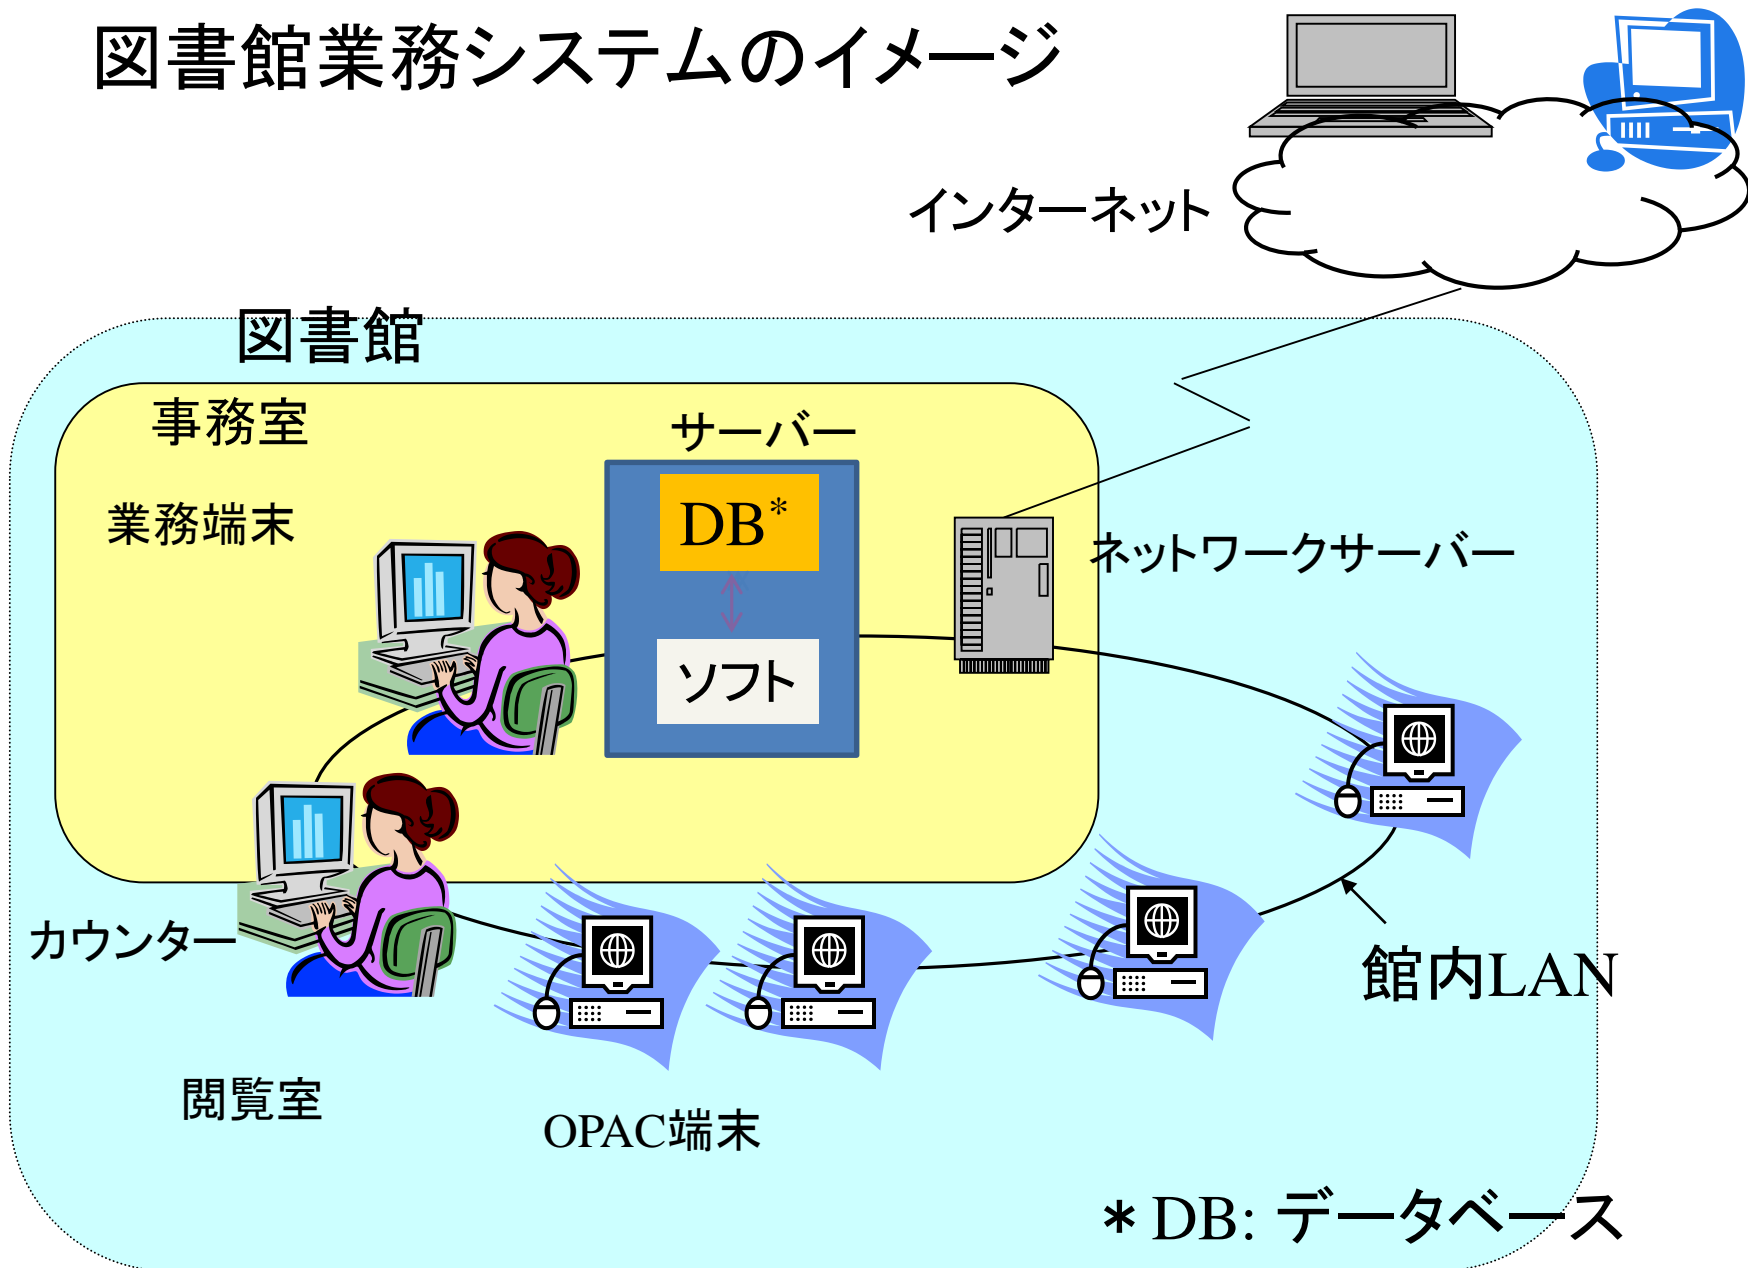 図書館業務システムのイメージ
インターネット
図書館
事務室
サーバー
業務端末
DB*
ネットワークサーバー
ソフト
カウンター
館内LAN
閲覧室
OPAC端末
* DB: データベース